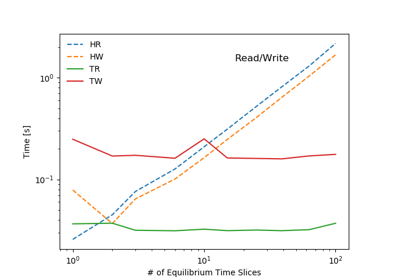 HR
HW
TR
TW
Read/Write
Time [s]
10⁰
10⁻¹
10⁰
10¹
10²
# of Equilibrium Time Slices